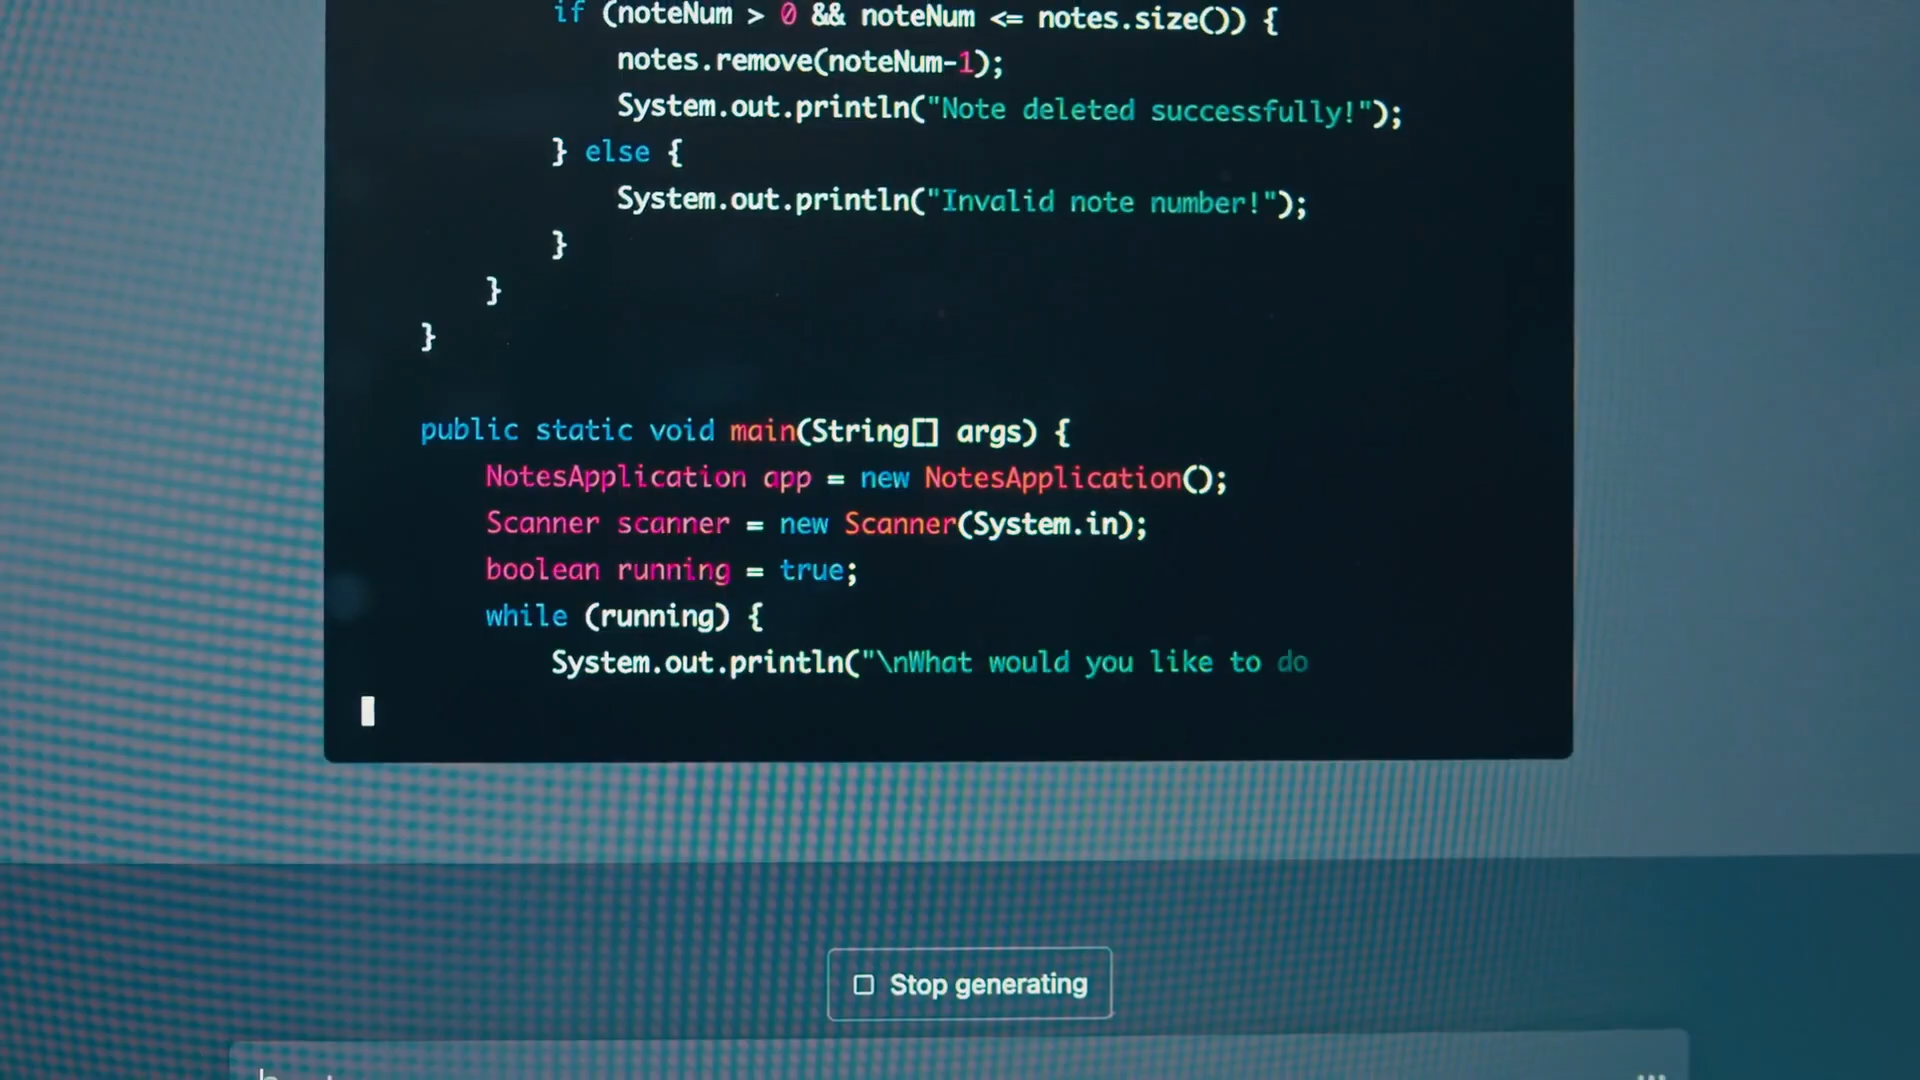 if (noteNum > 0 && noteNum <= notes.size()) {
notes.remove(noteNum-1);
System.out.println("Note deleted successfully!");
} else {
System.out.println("Invalid note number!");
}
}
}
public static void main(String[] args) {
NotesApplication app = new NotesApplication();
Scanner scanner = new Scanner(System.in);
boolean running = true;
while (running) {
System.out.println("\nWhat would you like to do
Stop generating